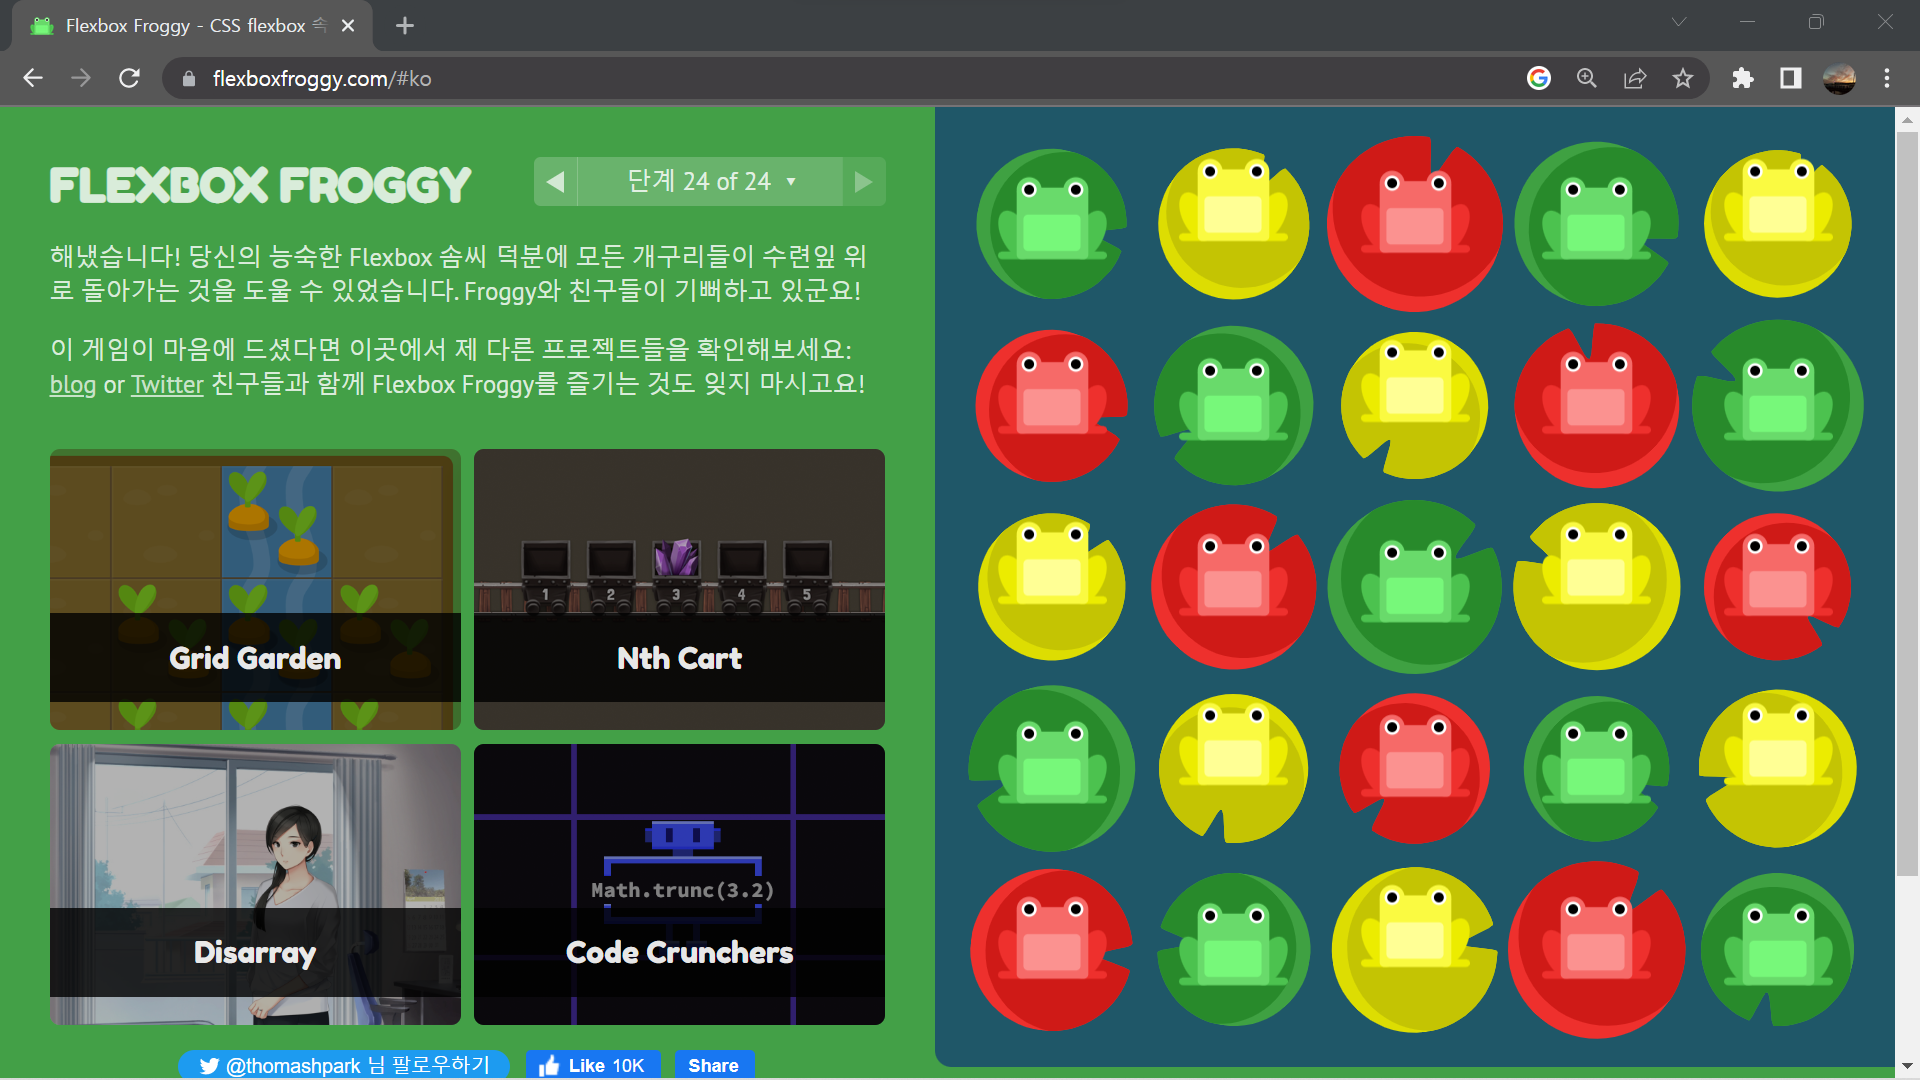 Flexbox Froggy - CSS flexbox 속
flexboxfroggy.com/#ko
FLEXBOX FROGGY
단계 24 of 24
해냈습니다! 당신의 능숙한 Flexbox 솜씨 덕분에 모든 개구리들이 수련잎 위
로 돌아가는 것을 도울 수 있었습니다. Froggy와 친구들이 기뻐하고 있군요!
이 게임이 마음에 드셨다면 이곳에서 제 다른 프로젝트들을 확인해보세요:
blog or Twitter 친구들과 함께 Flexbox Froggy를 즐기는 것도 잊지 마시고요!
1 2 3 4 5
Grid Garden
Nth Cart
Math.trunc(3.2)
Disarray
Code Crunchers
@thomashpark 님 팔로우하기
Like 10K
Share